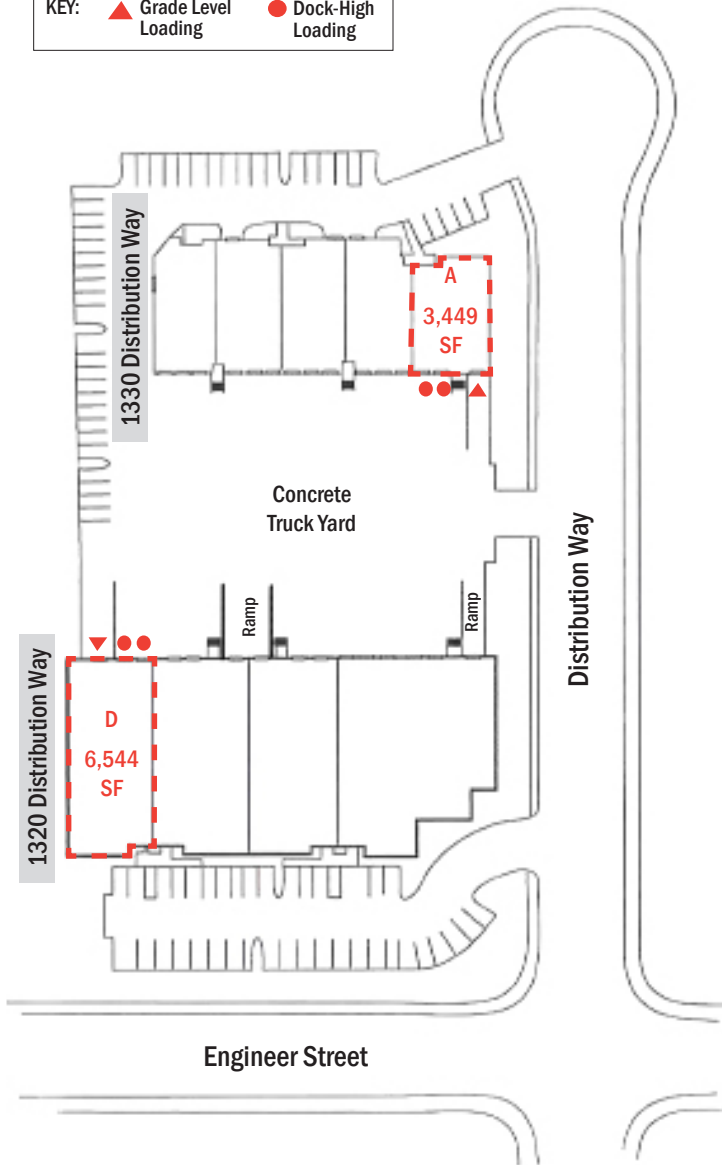 KEY:
Grade Level
Loading
Dock-High
Loading
1330 Distribution Way
A
3,449
SF
Concrete
Truck Yard
Distribution Way
Ramp
Ramp
1320 Distribution Way
D
6,544
SF
Engineer Street